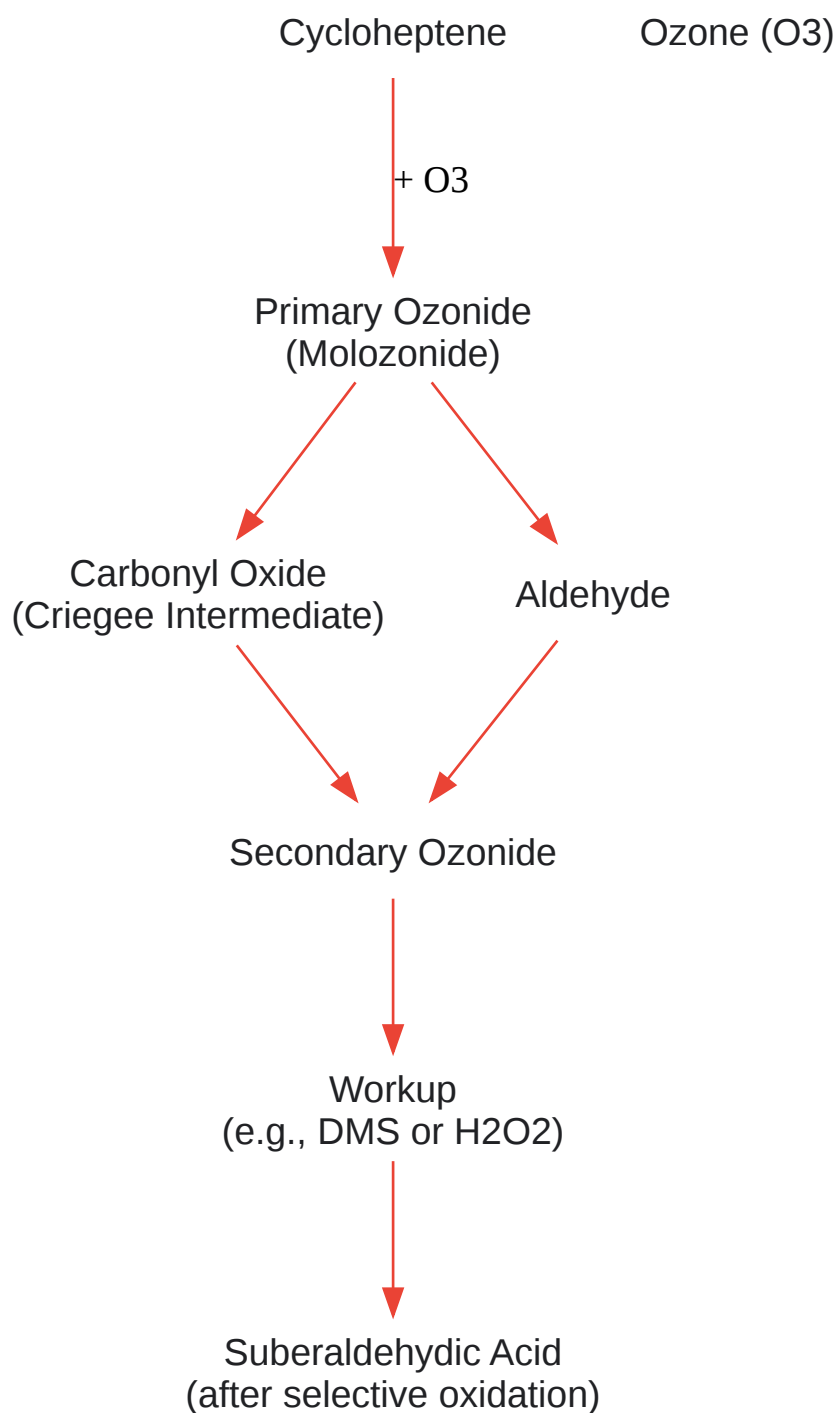 Cycloheptene
Ozone (O3)
+ O3
Primary Ozonide
(Molozonide)
Carbonyl Oxide
(Criegee Intermediate)
Aldehyde
Secondary Ozonide
Workup
(e.g., DMS or H2O2)
Suberaldehydic Acid
(after selective oxidation)